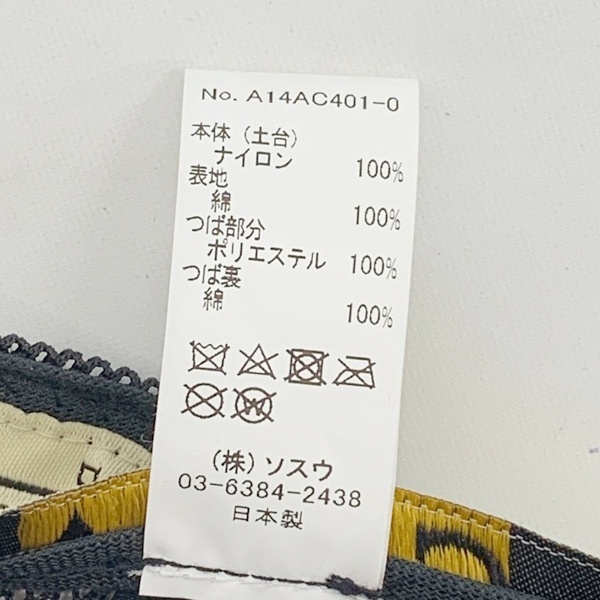 No. A14AC401-0
本体（土台）
ナイロン 100%
表地
綿 100%
つば部分
ポリエステル 100%
つば裏
綿 100%
(株) ソスウ
03-6384-2438
日本製